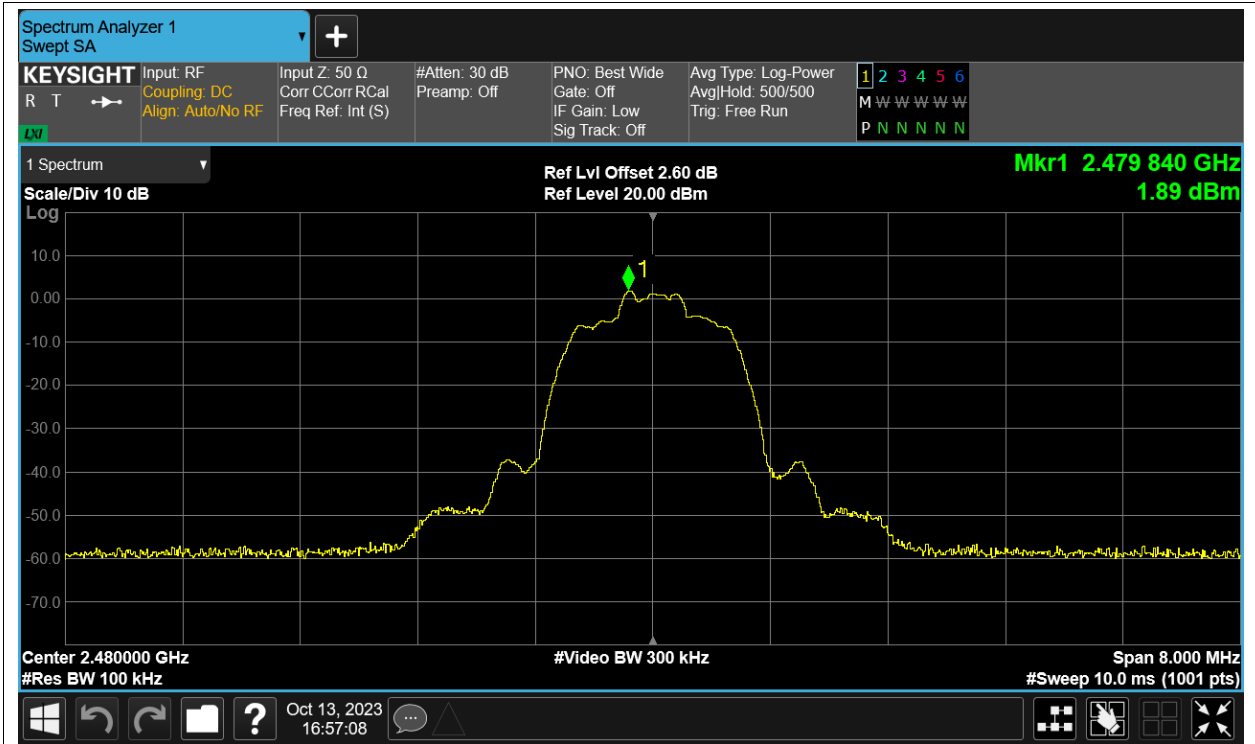 Spectrum Analyzer 1
Swept SA
KEYSIGHT
R T
LXI
Input: RF
Coupling: DC
Align: Auto/No RF
Input Z: 50 Ω
Corr CCorr RCal
Freq Ref: Int (S)
#Atten: 30 dB
Preamp: Off
PNO: Best Wide
Gate: Off
IF Gain: Low
Sig Track: Off
Avg Type: Log-Power
Avg|Hold: 500/500
Trig: Free Run
1 2 3 4 5 6
M W W W W W
P N N N N N
1 Spectrum
Scale/Div 10 dB
Log
Ref Lvl Offset 2.60 dB
Ref Level 20.00 dBm
Mkr1 2.479 840 GHz
1.89 dBm
1
10.0
0.00
-10.0
-20.0
-30.0
-40.0
-50.0
-60.0
-70.0
Center 2.480000 GHz
#Res BW 100 kHz
#Video BW 300 kHz
Span 8.000 MHz
#Sweep 10.0 ms (1001 pts)
?
Oct 13, 2023
16:57:08